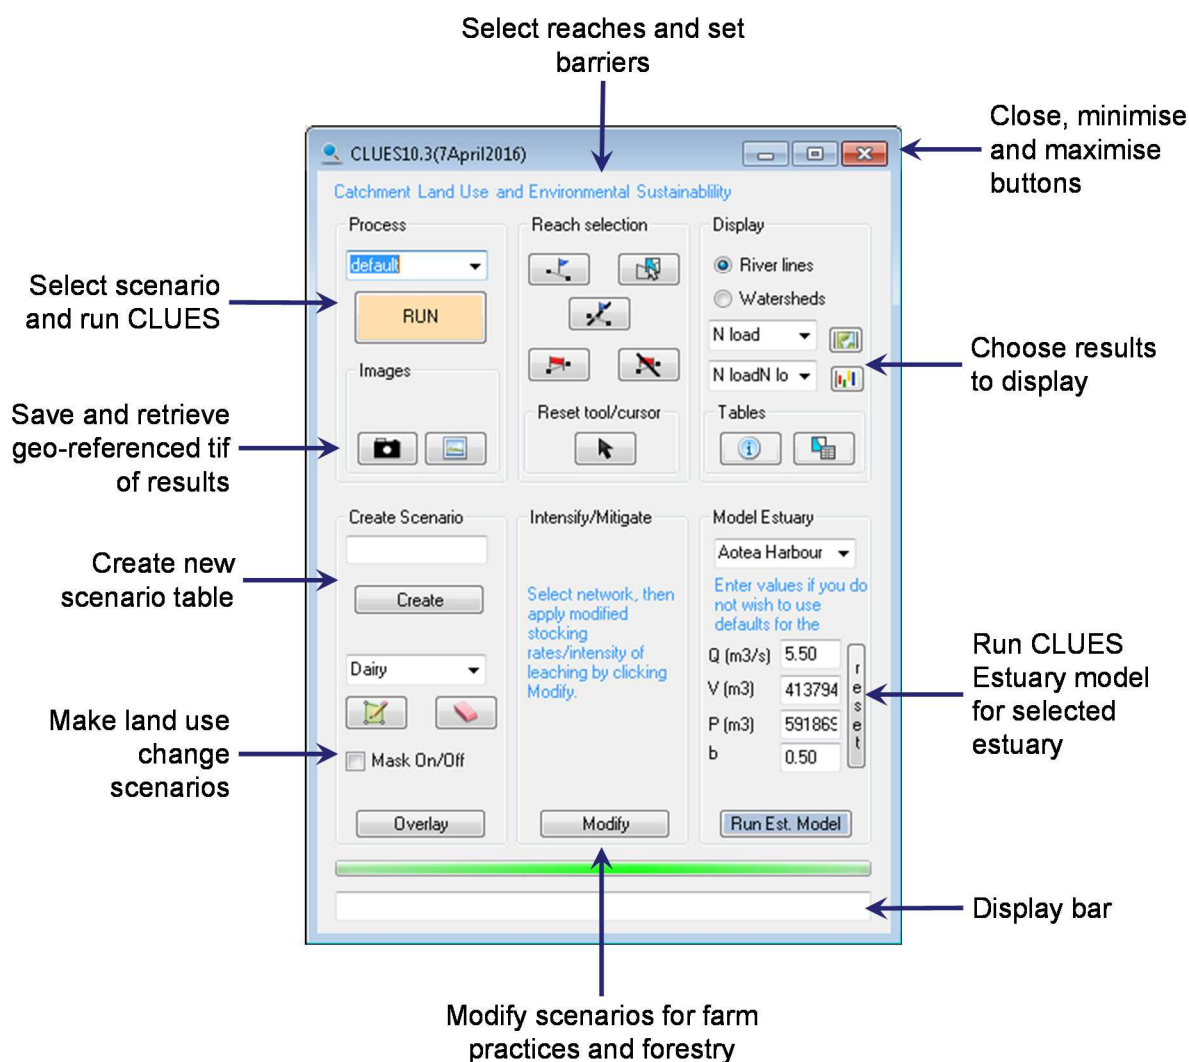 Select reaches and set
barriers
Close, minimise
and maximise
buttons
CLUES10.3(7April2016)
Catchment Land Use and Environmental Sustainablility
Process
Reach selection
Display
default
River lines
Watersheds
Select scenario
and run CLUES
RUN
N load
Choose results
to display
Images
N loadN lo
Save and retrieve
geo-referenced tif
of results
Reset tool/cursor
Tables
Create Scenario
Intensify/Mitigate
Model Estuary
Aotea Harbour
Create new
scenario table
Create
Select network, then
apply modified
stocking
rates/intensity of
leaching by clicking
Modify.
Enter values if you do
not wish to use
defaults for the
Q (m3/s) 5.50
V (m3) 413794
P (m3) 591869
b 0.50
reset
Run CLUES
Estuary model
for selected
estuary
Dairy
Make land use
change
scenarios
Mask On/Off
Overlay
Modify
Run Est. Model
Display bar
Modify scenarios for farm
practices and forestry